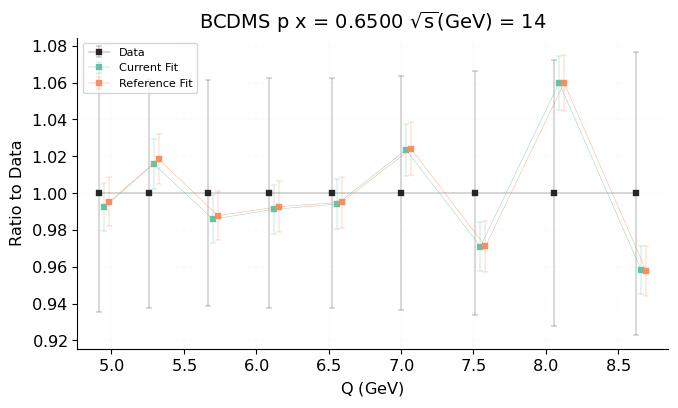 BCDMS p x = 0.6500 √s(GeV) = 14
Data
Current Fit
Reference Fit
Ratio to Data
1.08
1.06
1.04
1.02
1.00
0.98
0.96
0.94
0.92
5.0 5.5 6.0 6.5 7.0 7.5 8.0 8.5
Q (GeV)